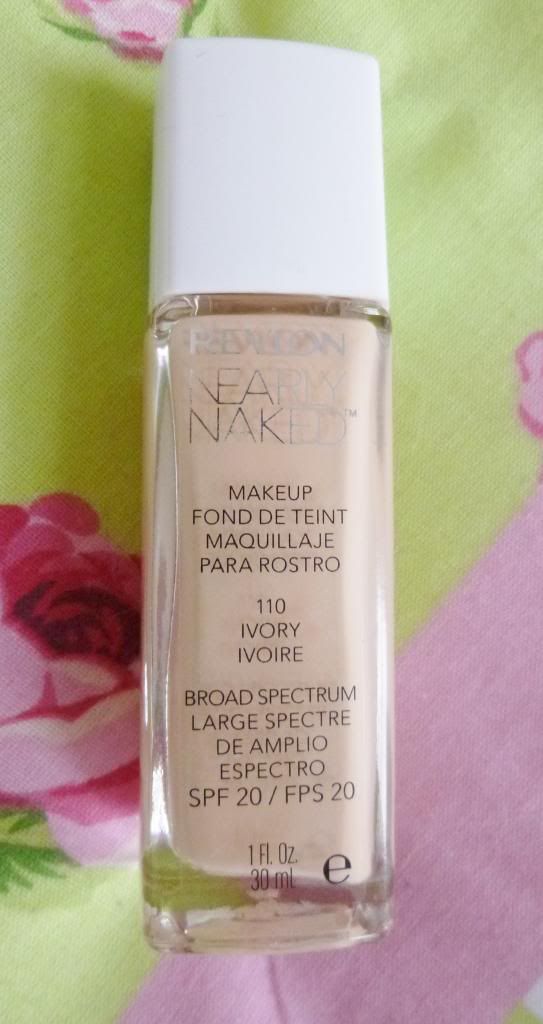 REVLON
NEARLY
NAKED™
MAKEUP
FOND DE TEINT
MAQUILLAJE
PARA ROSTRO
110
IVORY
IVOIRE
BROAD SPECTRUM
LARGE SPECTRE
DE AMPLIO
ESPECTRO
SPF 20 / FPS 20
1 Fl. Oz.
30 ml e